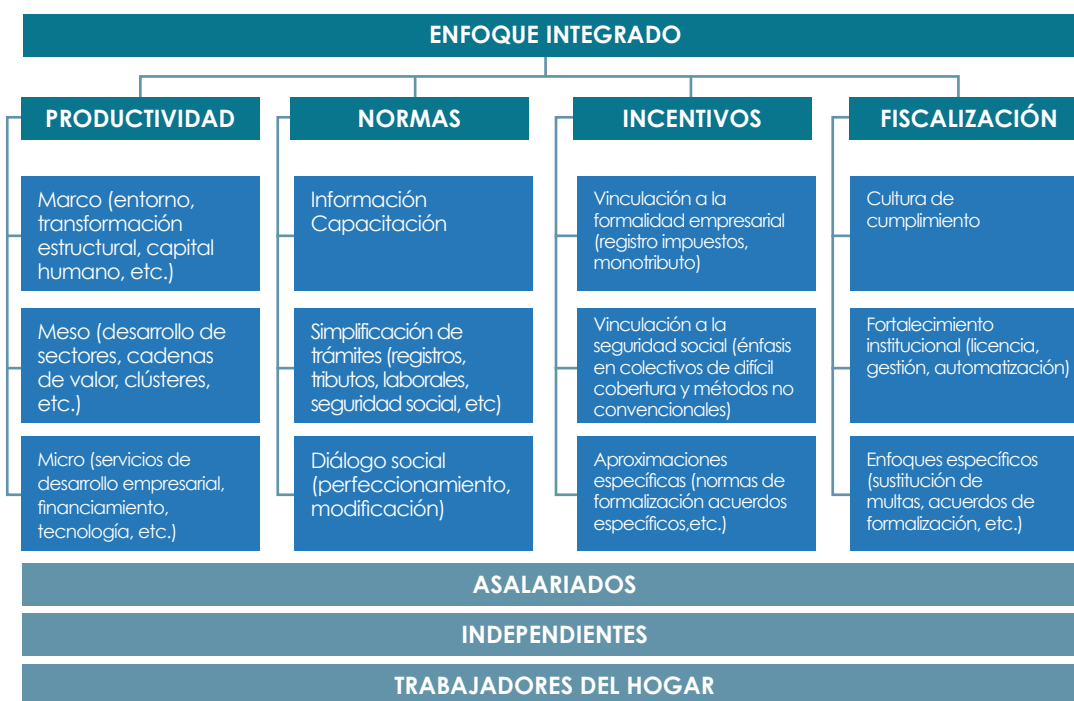 ENFOQUE INTEGRADO
PRODUCTIVIDAD
Marco (entorno,
transformación
estructural, capital
humano, etc.)
Meso (desarrollo de
sectores, cadenas
de valor, clústeres,
etc.)
Micro (servicios de
desarrollo empresarial,
financiamiento,
tecnología, etc.)
NORMAS
Información
Capacitación
Simplificación de
trámites (registros,
tributos, laborales,
seguridad social, etc)
Diálogo social
(perfeccionamiento,
modificación)
INCENTIVOS
Vinculación a la
formalidad empresarial
(registro impuestos,
monotributo)
Vinculación a la
seguridad social (énfasis
en colectivos de difícil
cobertura y métodos no
convencionales)
Aproximaciones
específicas (normas de
formalización acuerdos
específicos,etc.)
FISCALIZACIÓN
Cultura de
cumplimiento
Fortalecimiento
institucional (licencia,
gestión, automatización)
Enfoques específicos
(sustitución de
multas, acuerdos de
formalización, etc.)
ASALARIADOS
INDEPENDIENTES
TRABAJADORES DEL HOGAR